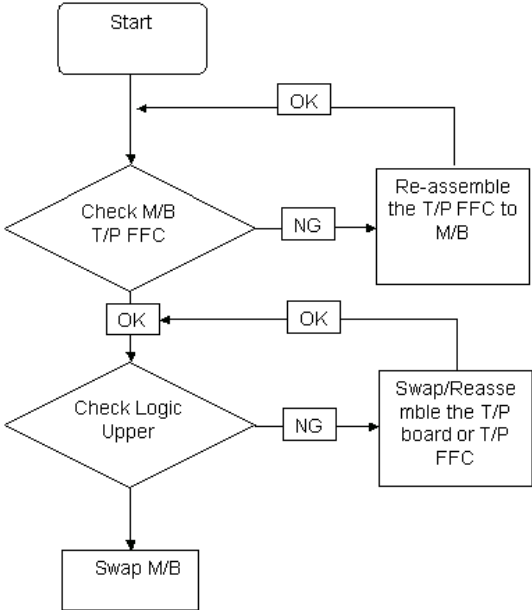 Start
OK
Check M/B
T/P FFC
NG
Re-assemble
the T/P FFC to
M/B
OK
OK
Check Logic
Upper
NG
Swap/Reasse
mble the T/P
board or T/P
FFC
Swap M/B